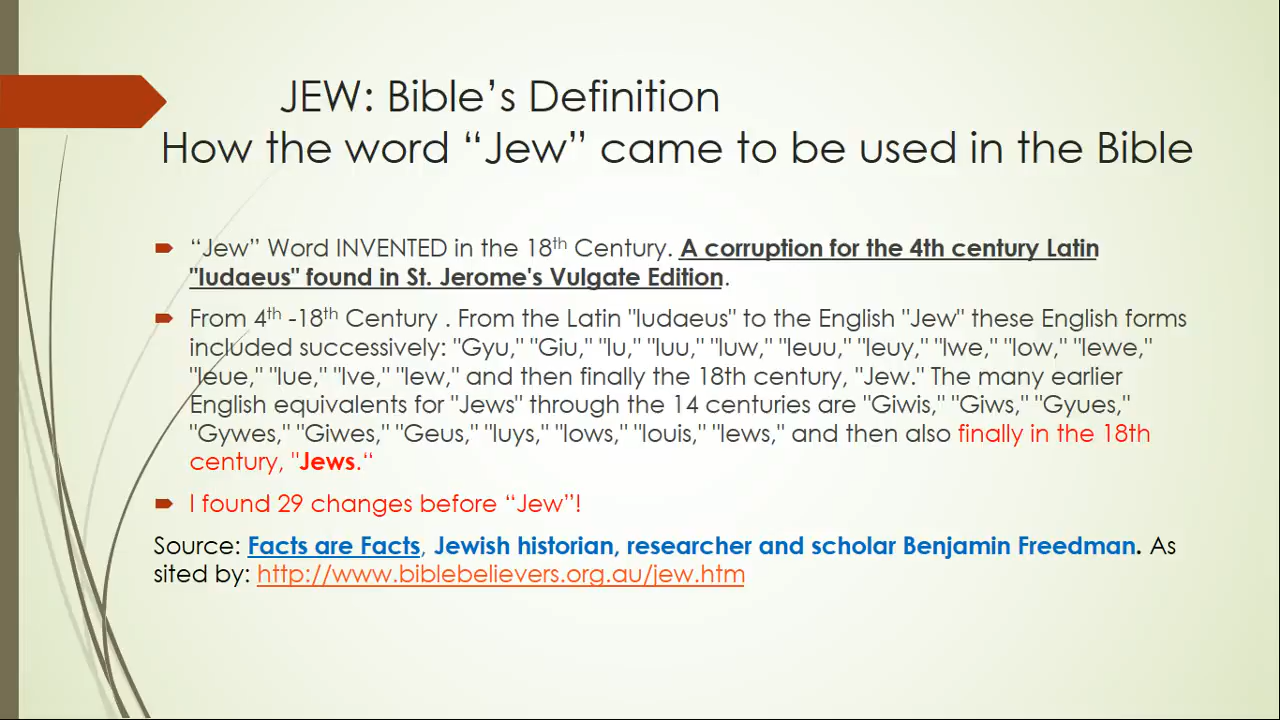 JEW: Bible’s Definition
How the word “Jew” came to be used in the Bible
“Jew” Word INVENTED in the 18th Century. A corruption for the 4th century Latin
"Iudaeus" found in St. Jerome's Vulgate Edition.
From 4th -18th Century . From the Latin "Iudaeus" to the English "Jew" these English forms
included successively: "Gyu," "Giu," "Iu," "Iuu," "Iuw," "Ieuu," "Ieuy," "Iwe," "Iow," "Iewe,"
"Ieue," "Iue," "Ive," "Iew," and then finally the 18th century, "Jew." The many earlier
English equivalents for "Jews" through the 14 centuries are "Giwis," "Giws," "Gyues,"
"Gywes," "Giwes," "Geus," "Iuys," "Iows," "Iouis," "Iews," and then also finally in the 18th
century, "Jews.“
I found 29 changes before “Jew”!
Source: Facts are Facts, Jewish historian, researcher and scholar Benjamin Freedman. As
sited by: http://www.biblebelievers.org.au/jew.htm